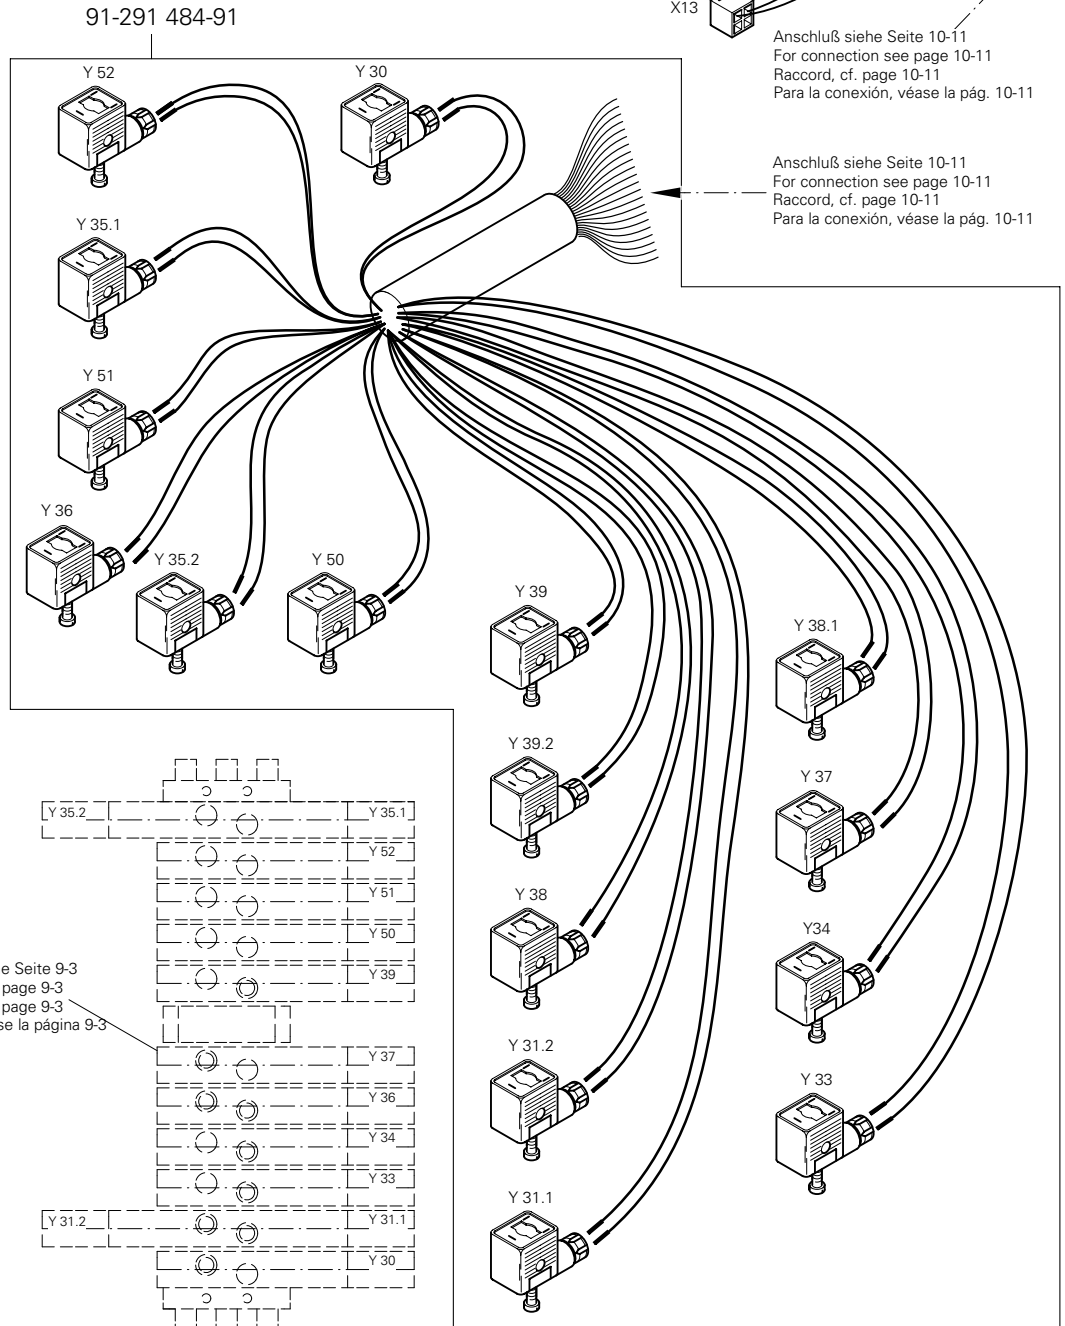 91-291 484-91
X13
Anschluß siehe Seite 10-11
For connection see page 10-11
Raccord, cf. page 10-11
Para la conexión, véase la pág. 10-11
Y 52
Y 30
Anschluß siehe Seite 10-11
For connection see page 10-11
Raccord, cf. page 10-11
Para la conexión, véase la pág. 10-11
Y 35.1
Y 51
Y 36
Y 35.2
Y 50
Y 39
Y 38.1
Y 39.2
Y 37
Y 38
Y34
Y 31.2
Y 33
Y 31.1
Y 35.2
Y 35.1
Y 52
Y 51
Y 50
Y 39
e Seite 9-3
page 9-3
page 9-3
se la página 9-3
Y 37
Y 36
Y 34
Y 33
Y 31.2
Y 31.1
Y 30